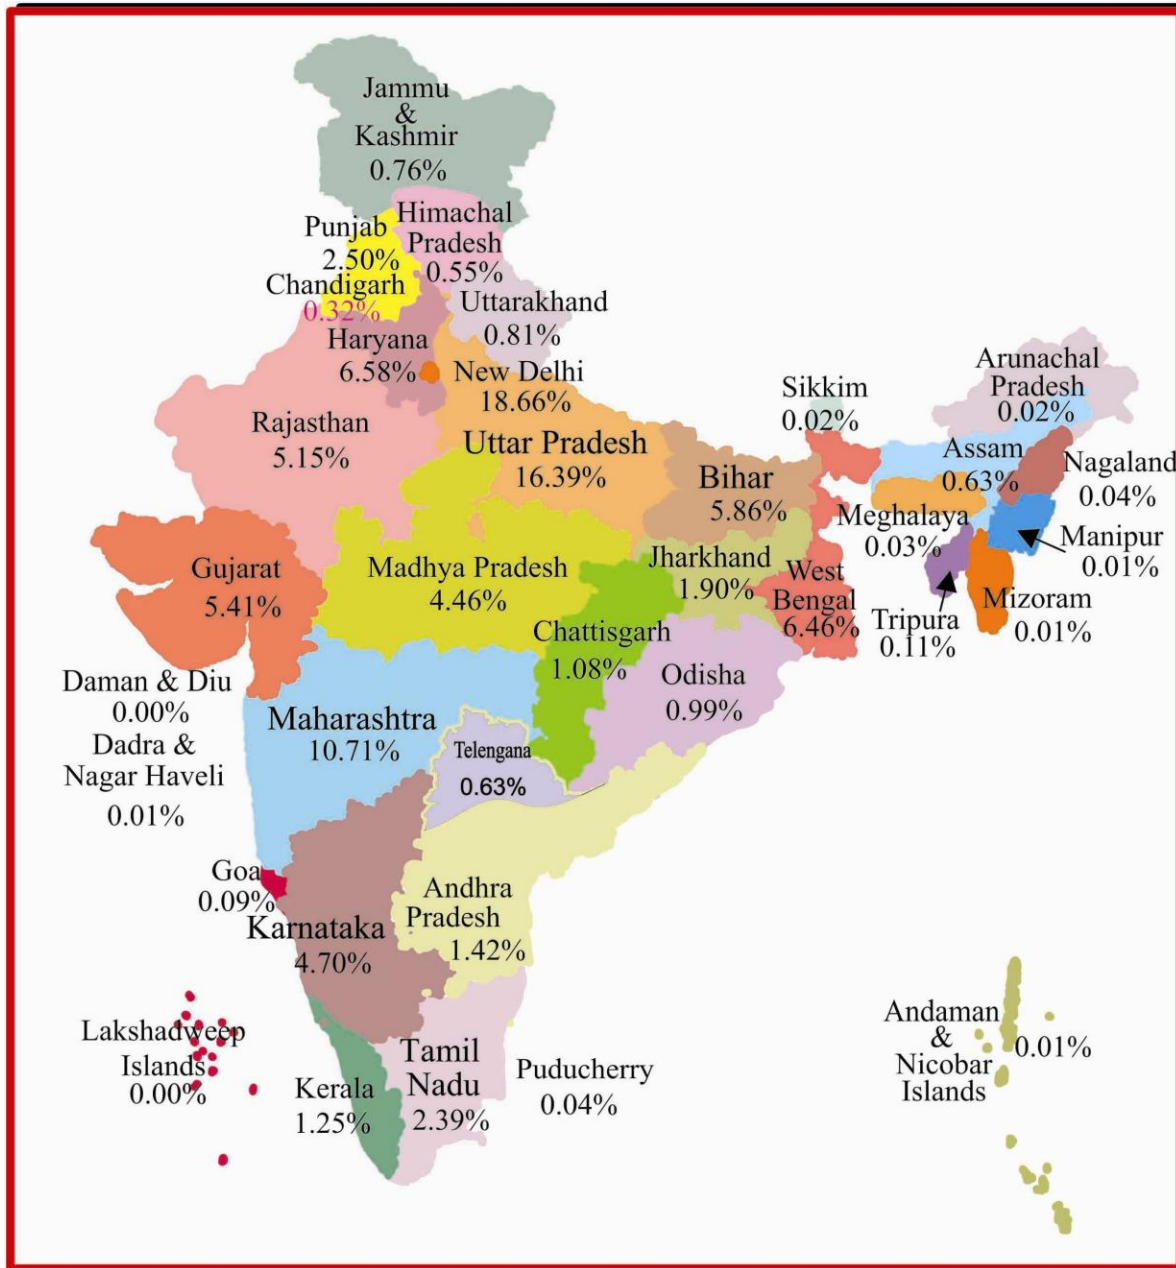 Jammu
&
Kashmir
0.76%
Himachal
Pradesh
0.55%
Punjab
2.50%
Chandigarh
0.32%
Uttarakhand
0.81%
Haryana
6.58%
New Delhi
18.66%
Rajasthan
5.15%
Uttar Pradesh
16.39%
Bihar
5.86%
Sikkim
0.02%
Arunachal
Pradesh
0.02%
Assam
0.63%
Nagaland
0.04%
Meghalaya
0.03%
Manipur
0.01%
Tripura
0.11%
Mizoram
0.01%
Gujarat
5.41%
Madhya Pradesh
4.46%
Jharkhand
1.90%
West
Bengal
6.46%
Chattisgarh
1.08%
Odisha
0.99%
Daman & Diu
0.00%
Dadra &
Nagar Haveli
0.01%
Maharashtra
10.71%
Telengana
0.63%
Goa
0.09%
Karnataka
4.70%
Andhra
Pradesh
1.42%
Lakshadweep
Islands
0.00%
Kerala
1.25%
Tamil
Nadu
2.39%
Puducherry
0.04%
Andaman
&
Nicobar
Islands
0.01%